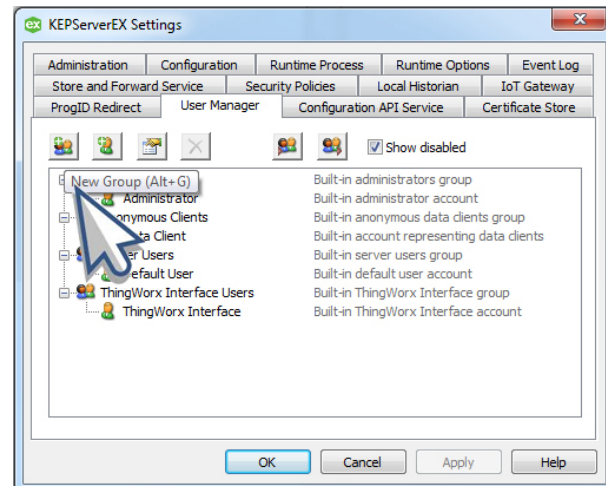 KEPServerEX Settings
Administration Configuration Runtime Process Runtime Options Event Log
Store and Forward Service Security Policies Local Historian IoT Gateway
ProgID Redirect User Manager Configuration API Service Certificate Store
Show disabled
New Group (Alt+G) Built-in administrators group
Administrator Built-in administrator account
Clients Built-in anonymous data clients group
Client Built-in account representing data clients
Users Built-in server users group
User Built-in default user account
ThingWorx Interface Users Built-in ThingWorx Interface group
ThingWorx Interface Built-in ThingWorx Interface account
OK Cancel Apply Help